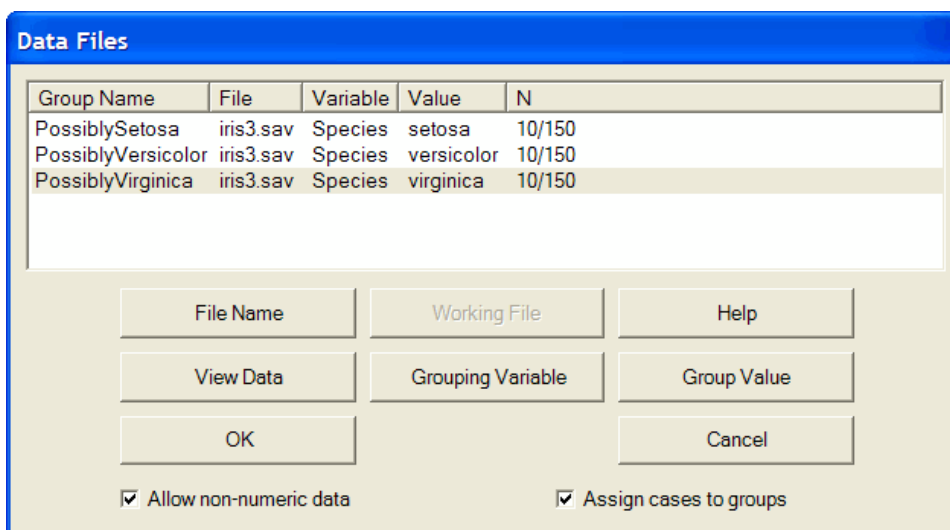 Data Files
Group Name File Variable Value N
PossiblySetosa iris3.sav Species setosa 10/150
PossiblyVersicolor iris3.sav Species versicolor 10/150
PossiblyVirginica iris3.sav Species virginica 10/150
File Name Working File Help
View Data Grouping Variable Group Value
OK Cancel
Allow non-numeric data Assign cases to groups